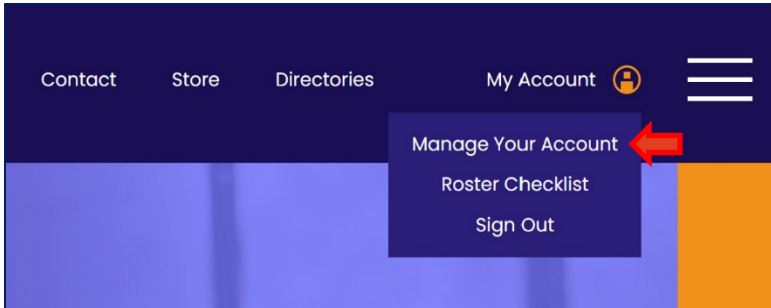 Contact Store Directories My Account
Manage Your Account
Roster Checklist
Sign Out